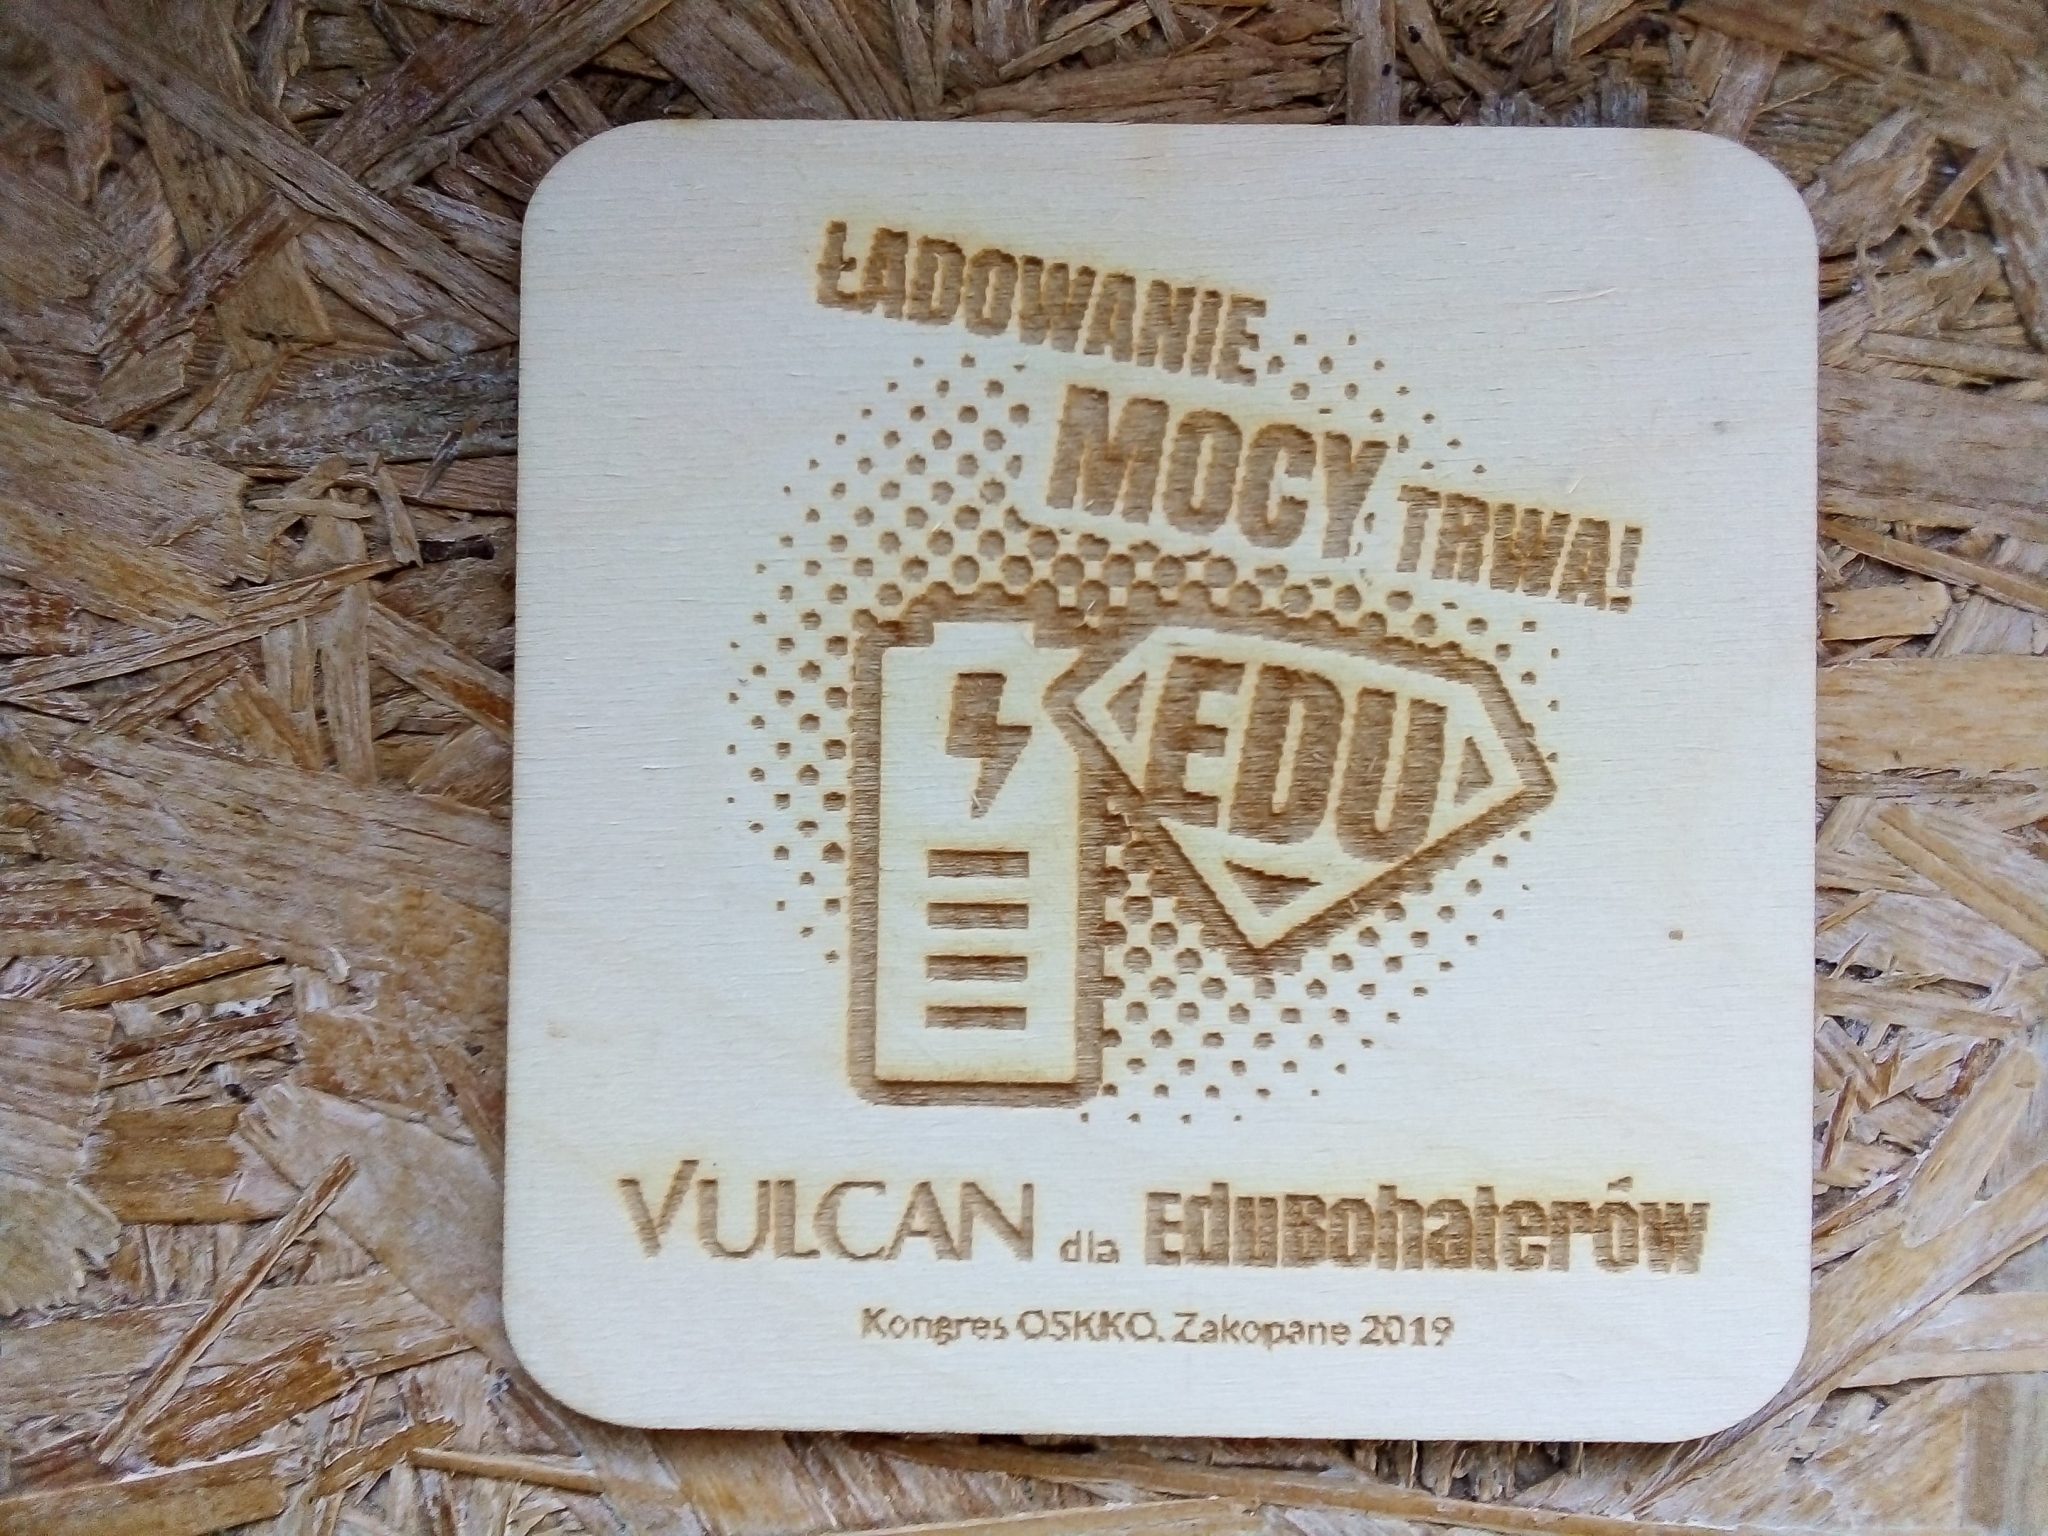 ŁADOWANIE
MOCY TRWA!
EDU
VULCAN dla EduBohaterów
Kongres OSKKO. Zakopane 2019